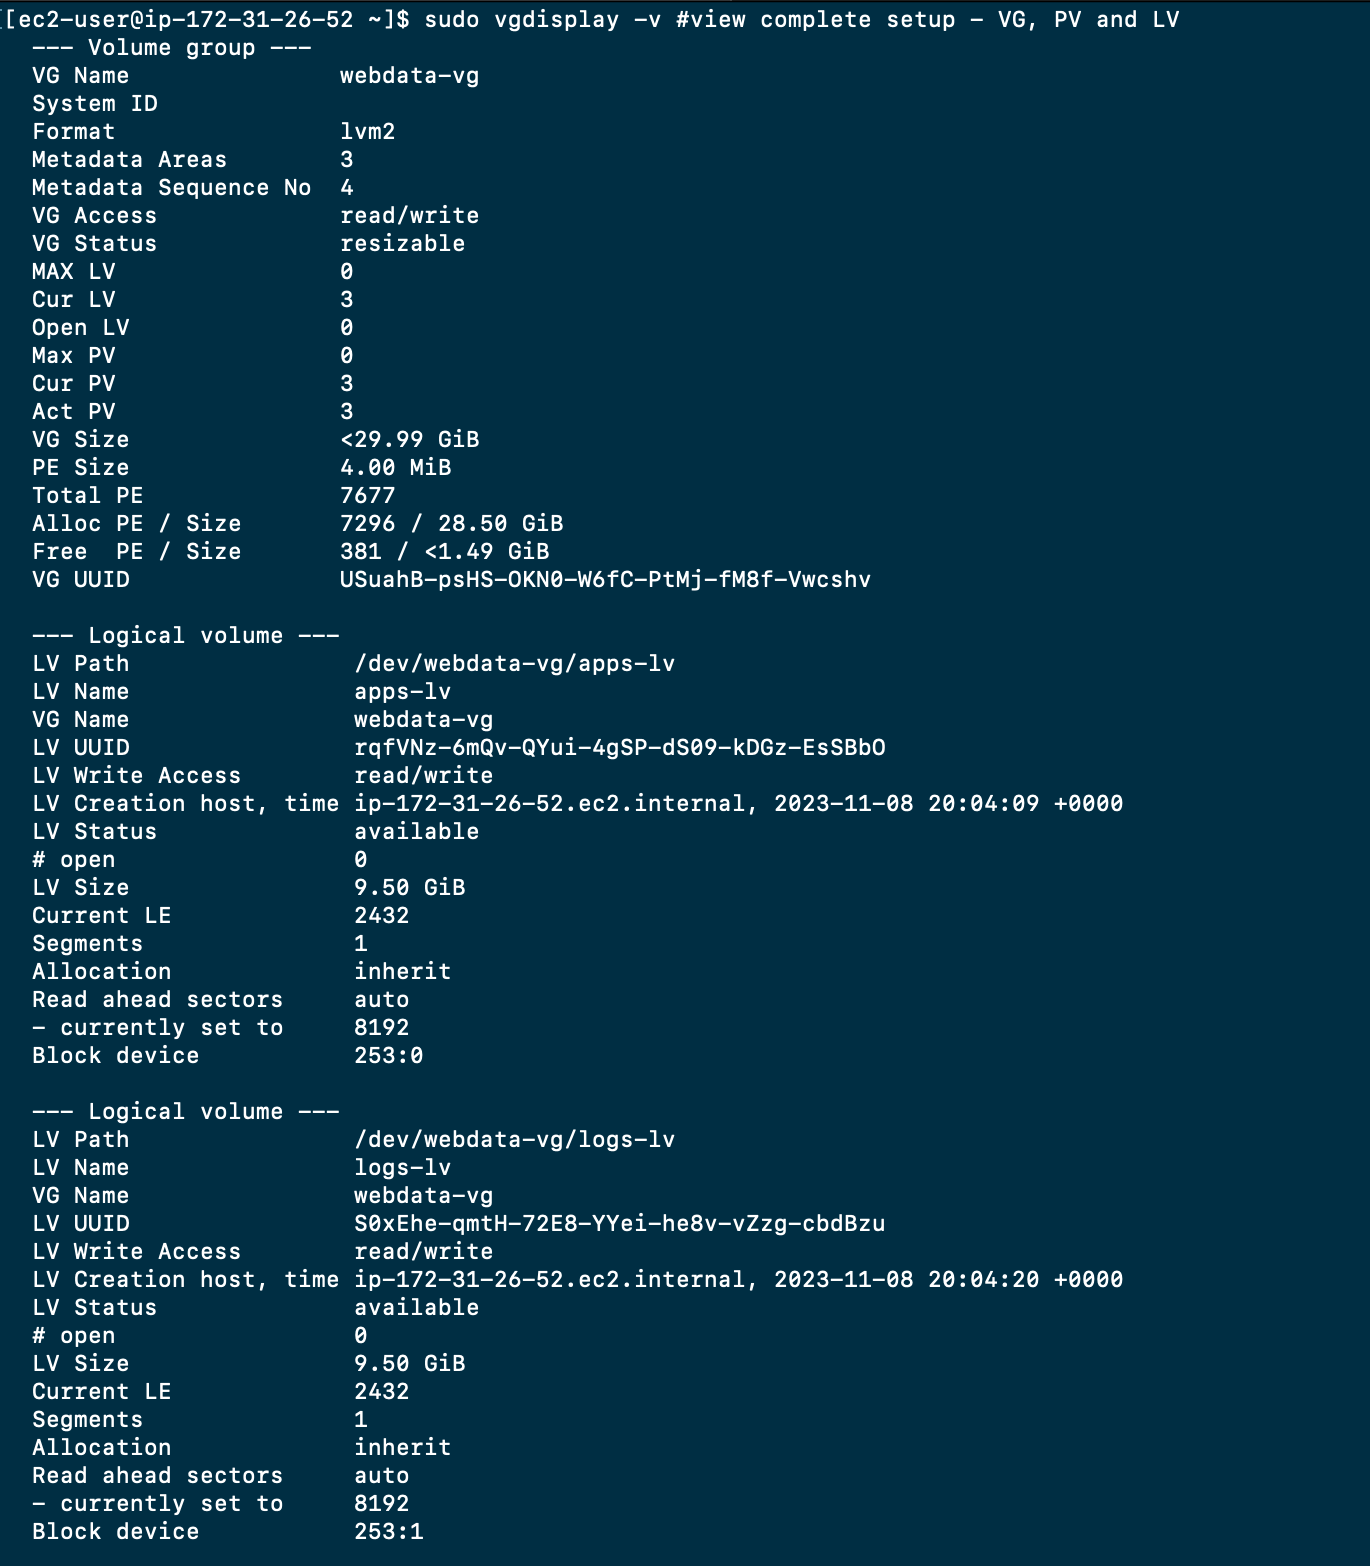 [[ec2-user@ip-172-31-26-52 ~]$ sudo vgdisplay -v #view complete setup - VG, PV and LV
--- Volume group ---
VG Name               webdata-vg
System ID
Format                lvm2
Metadata Areas        3
Metadata Sequence No  4
VG Access             read/write
VG Status             resizable
MAX LV                0
Cur LV                3
Open LV               0
Max PV                0
Cur PV                3
Act PV                3
VG Size               <29.99 GiB
PE Size               4.00 MiB
Total PE              7677
Alloc PE / Size       7296 / 28.50 GiB
Free  PE / Size       381 / <1.49 GiB
VG UUID               USuahB-psHS-OKN0-W6fC-PtMj-fM8f-Vwcshv
--- Logical volume ---
LV Path                /dev/webdata-vg/apps-lv
LV Name                apps-lv
VG Name                webdata-vg
LV UUID                rqfVNz-6mQv-QYui-4gSP-dS09-kDGz-EsSBbO
LV Write Access        read/write
LV Creation host, time ip-172-31-26-52.ec2.internal, 2023-11-08 20:04:09 +0000
LV Status              available
# open                 0
LV Size                9.50 GiB
Current LE             2432
Segments               1
Allocation             inherit
Read ahead sectors     auto
- currently set to     8192
Block device           253:0
--- Logical volume ---
LV Path                /dev/webdata-vg/logs-lv
LV Name                logs-lv
VG Name                webdata-vg
LV UUID                S0xEhe-qmtH-72E8-YYei-he8v-vZzg-cbdBzu
LV Write Access        read/write
LV Creation host, time ip-172-31-26-52.ec2.internal, 2023-11-08 20:04:20 +0000
LV Status              available
# open                 0
LV Size                9.50 GiB
Current LE             2432
Segments               1
Allocation             inherit
Read ahead sectors     auto
- currently set to     8192
Block device           253:1